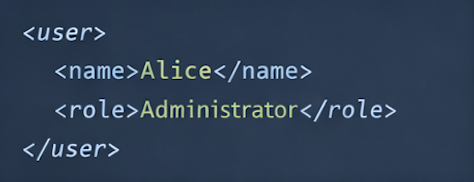 <user>
    <name>Alice</name>
    <role>Administrator</role>
</user>